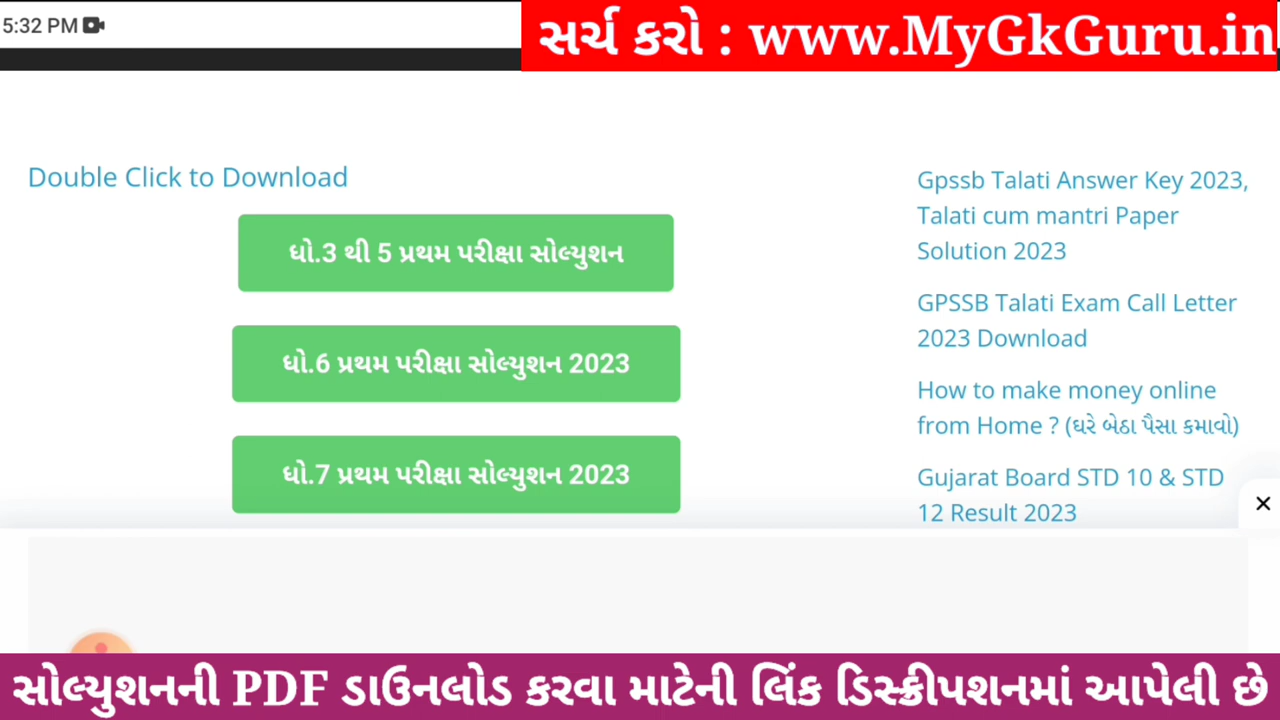 5:32 PM
સર્ચ કરો : www.MyGkGuru.in
Double Click to Download
ધો.3 થી 5 પ્રથમ પરીક્ષા સોલ્યુશન
ધો.6 પ્રથમ પરીક્ષા સોલ્યુશન 2023
ધો.7 પ્રથમ પરીક્ષા સોલ્યુશન 2023
Gpssb Talati Answer Key 2023,
Talati cum mantri Paper
Solution 2023
GPSSB Talati Exam Call Letter
2023 Download
How to make money online
from Home ? (ઘરે બેઠા પૈસા કમાવો)
Gujarat Board STD 10 & STD
12 Result 2023
સોલ્યુશનની PDF ડાઉનલોડ કરવા માટેની લિંક ડિસ્ક્રીપશનમાં આપેલી છે